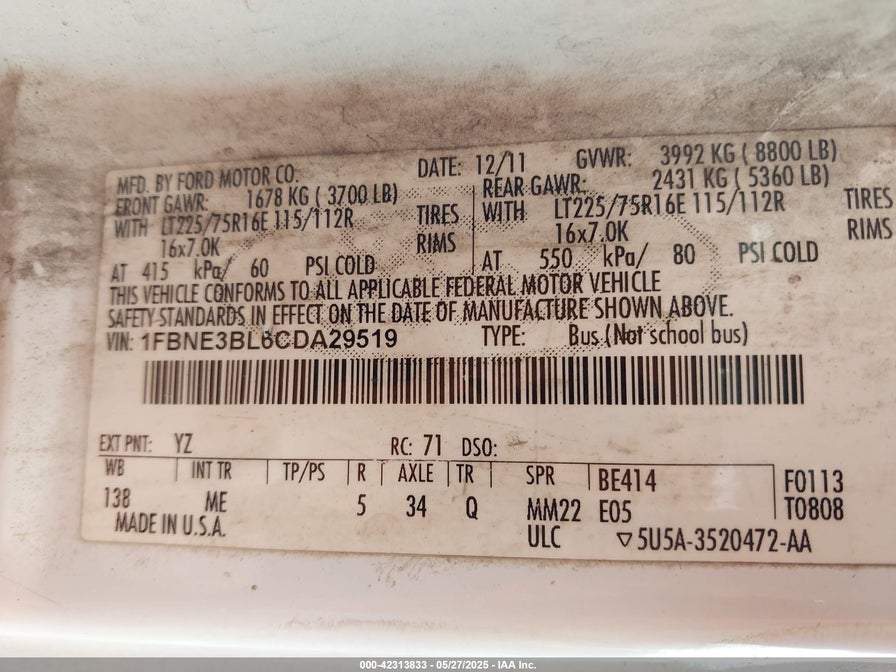 MFD. BY FORD MOTOR CO. DATE: 12/11 GVWR: 3992 KG ( 8800 LB)
FRONT GAWR: 1678 KG ( 3700 LB) REAR GAWR: 2431 KG ( 5360 LB)
WITH LT225/75R16E 115/112R TIRES WITH LT225/75R16E 115/112R TIRES
16x7.0K RIMS 16x7.0K RIMS
AT 415 kPa/ 60 PSI COLD AT 550 kPa/ 80 PSI COLD
THIS VEHICLE CONFORMS TO ALL APPLICABLE FEDERAL MOTOR VEHICLE
SAFETY STANDARDS IN EFFECT ON THE DATE OF MANUFACTURE SHOWN ABOVE.
VIN: 1FBNE3BL6CDA29519 TYPE: Bus (Not school bus)
EXT PNT: YZ RC: 71 DSO:
WB INT TR TP/PS R AXLE TR SPR BE414 F0113
138 ME 5 34 Q MM22 E05 T0808
MADE IN U.S.A. ULC ▽5U5A-3520472-AA
000-42313833 - 05/27/2025 - IAA Inc.